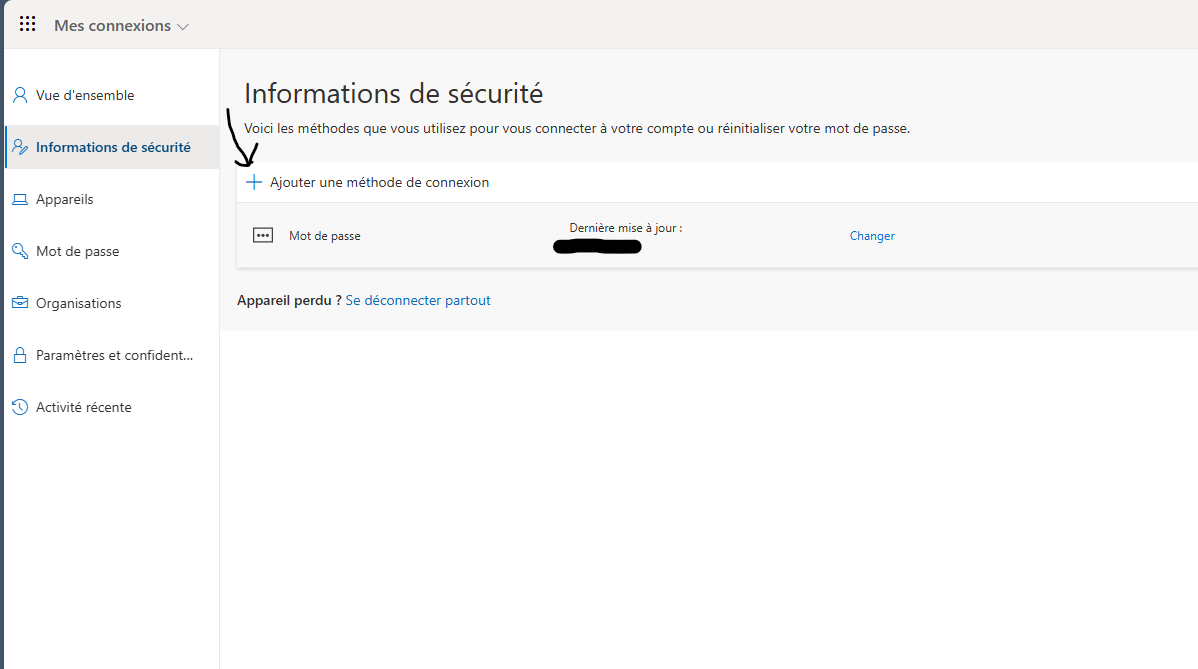 Mes connexions
Vue d'ensemble
Informations de sécurité
Appareils
Mot de passe
Organisations
Paramètres et confident...
Activité récente
Informations de sécurité
Voici les méthodes que vous utilisez pour vous connecter à votre compte ou réinitialiser votre mot de passe.
Ajouter une méthode de connexion
Mot de passe
Dernière mise à jour :
Changer
Appareil perdu ? Se déconnecter partout